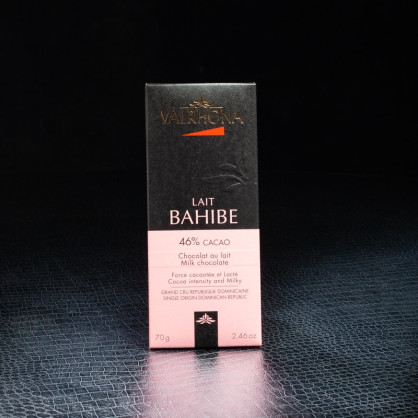 VALRHONA
LAIT
BAHIBE
46% CACAO
Chocolat au lait
Milk chocolate
Force cacaotée et Lacté
Cocoa intensity and Milky
GRAND CRU REPUBLIQUE DOMINICAINE
SINGLE ORIGIN DOMINICAN REPUBLIC
70g 2.46oz